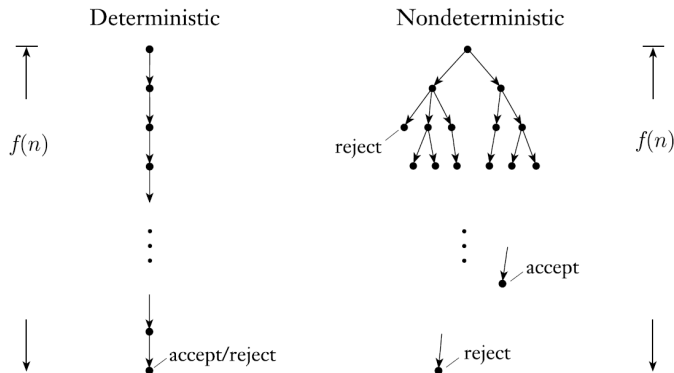 Deterministic
Nondeterministic
f(n)
reject
f(n)
accept
accept/reject
reject